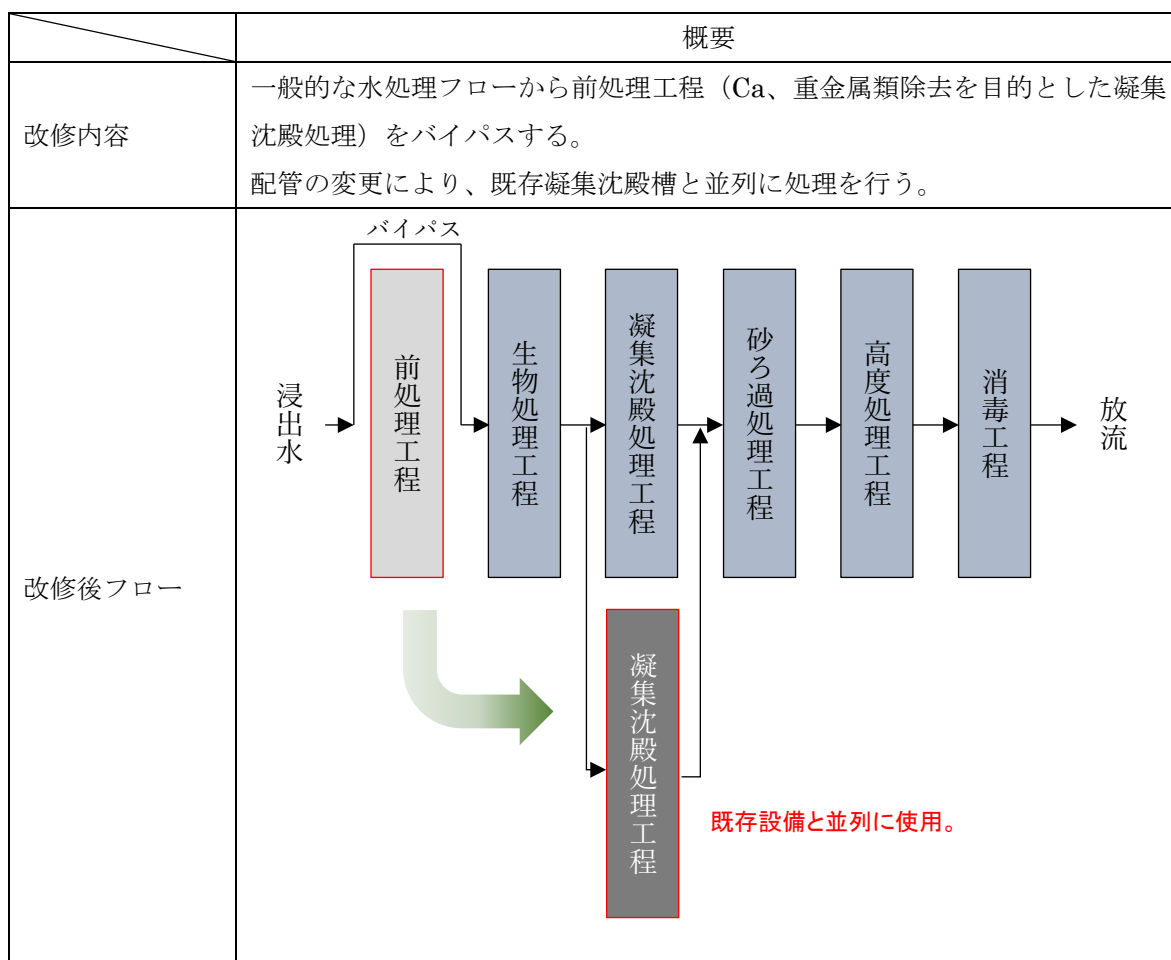 概要
改修内容
一般的な水処理フローから前処理工程（Ca、重金属類除去を目的とした凝集
沈殿処理）をバイパスする。
配管の変更により、既存凝集沈殿槽と並列に処理を行う。
改修後フロー
バイパス
浸出水
前処理工程
生物処理工程
凝集沈殿処理工程
砂ろ過処理工程
高度処理工程
消毒工程
放流
凝集沈殿処理工程
既存設備と並列に使用。